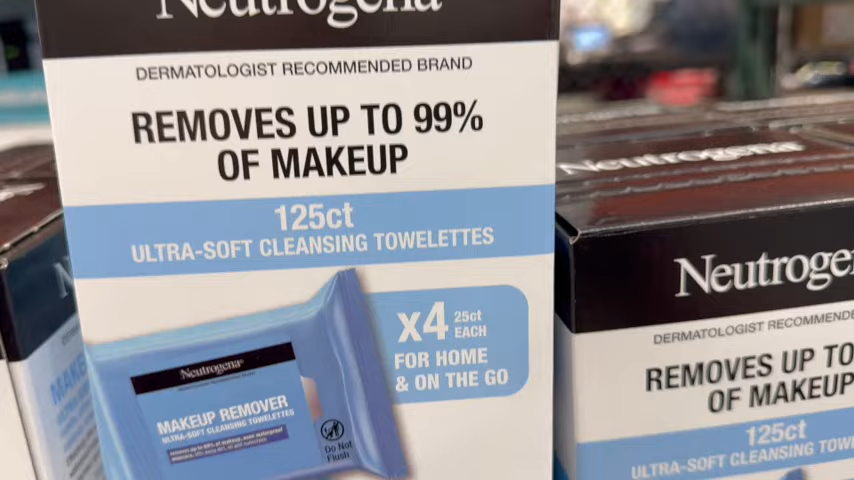 Neutrogena
DERMATOLOGIST RECOMMENDED BRAND
REMOVES UP TO 99%
OF MAKEUP
125ct
ULTRA-SOFT CLEANSING TOWELETTES
x4 25ct
EACH
FOR HOME
& ON THE GO
Neutrogena®
MAKEUP REMOVER
ULTRA-SOFT CLEANSING TOWELETTES
Do Not
Flush
Neutrogena
Neutroge
DERMATOLOGIST RECOMMENDE
REMOVES UP TO
OF MAKEUP
125ct
ULTRA-SOFT CLEANSING TOW